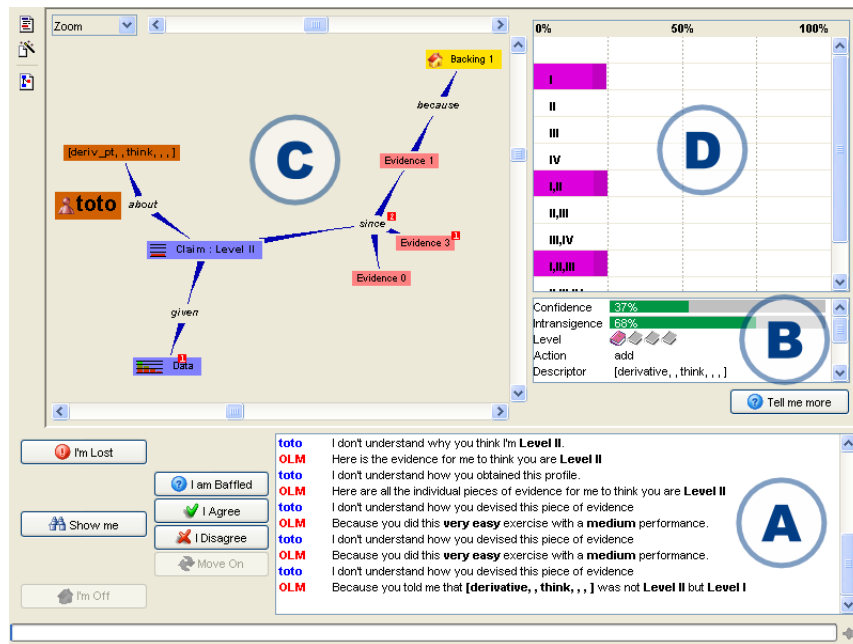 Zoom
Backing 1
because
[deriv_pt, , think, , , ]
Evidence 1
C
toto
about
since
2
Evidence 3
1
Claim : Level II
Evidence 0
given
1
Data
0% 50% 100%
I
II
III
IV
I,II
II,III
III,IV
I,II,III
D
Confidence 37%
Intransigence 68%
Level
Action add
Descriptor [derivative, , think, , , ]
B
Tell me more
I'm Lost
I am Baffled
I Agree
Show me
I Disagree
Move On
I'm Off
toto I don't understand why you think I'm Level II.
OLM Here is the evidence for me to think you are Level II
toto I don't understand how you obtained this profile.
OLM Here are all the individual pieces of evidence for me to think you are Level II
toto I don't understand how you devised this piece of evidence
OLM Because you did this very easy exercise with a medium performance.
toto I don't understand how you devised this piece of evidence
OLM Because you did this very easy exercise with a medium performance.
toto I don't understand how you devised this piece of evidence
OLM Because you told me that [derivative, , think, , , ] was not Level II but Level I
A